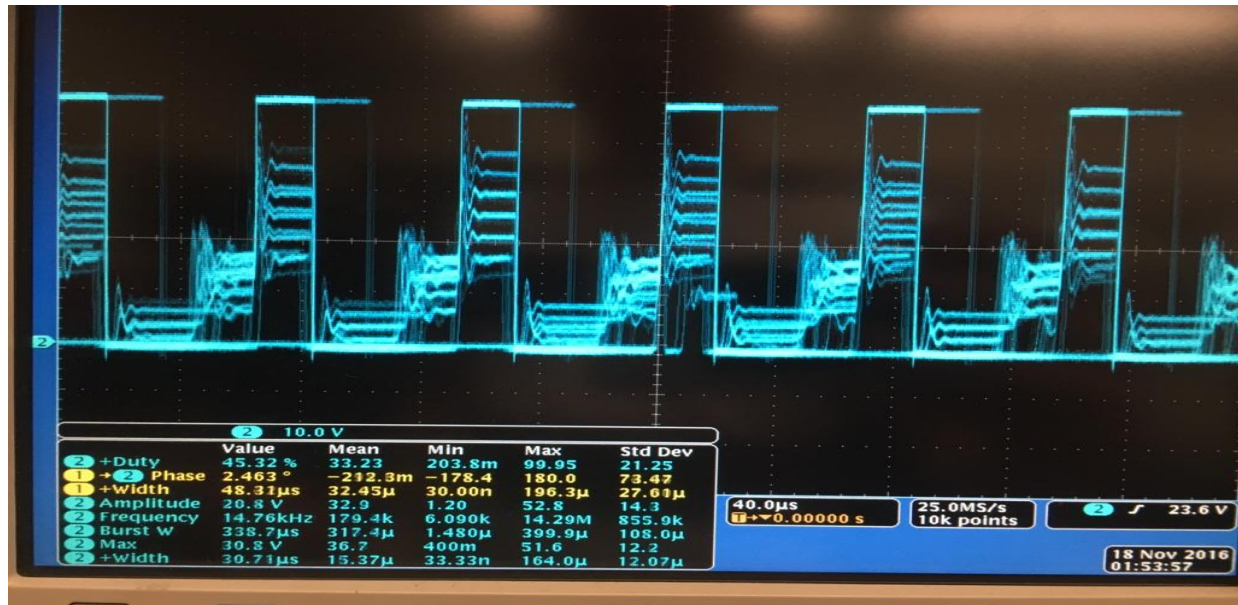 2
2 10.0 V
Value Mean Min Max Std Dev
2 +Duty 45.32 % 33.23 203.8m 99.95 21.25
1 → 2 Phase 2.463 ° −212.3m −178.4 180.0 73.47
1 +Width 48.31µs 32.45µ 30.00n 196.3µ 27.61µ
2 Amplitude 20.8 V 32.9 1.20 52.8 14.3
2 Frequency 14.76kHz 179.4k 6.090k 14.29M 855.9k
2 Burst W 338.7µs 317.4µ 1.480µ 399.9µ 108.0µ
2 Max 30.8 V 36.7 400m 51.6 12.2
2 +Width 30.71µs 15.37µ 33.33n 164.0µ 12.07µ
40.0µs
T→▼0.00000 s
25.0MS/s
10k points
2 ∫ 23.6 V
18 Nov 2016
01:53:57